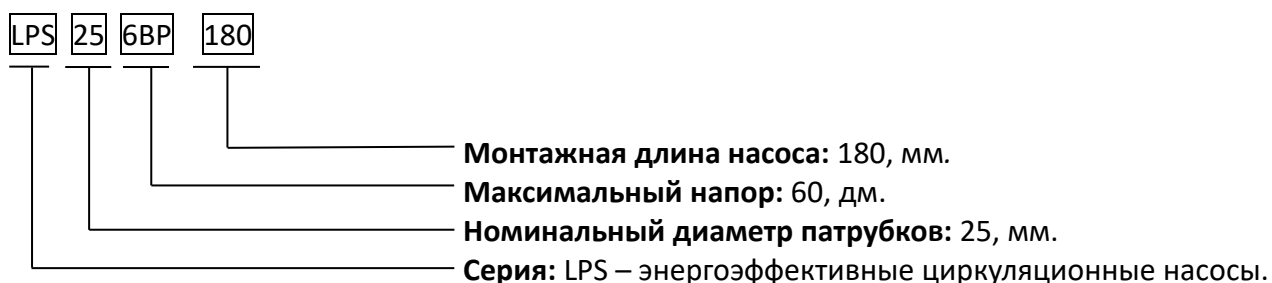 LPS 25 6BP 180
Монтажная длина насоса: 180, мм.
Максимальный напор: 60, дм.
Номинальный диаметр патрубков: 25, мм.
Серия: LPS – энергоэффективные циркуляционные насосы.